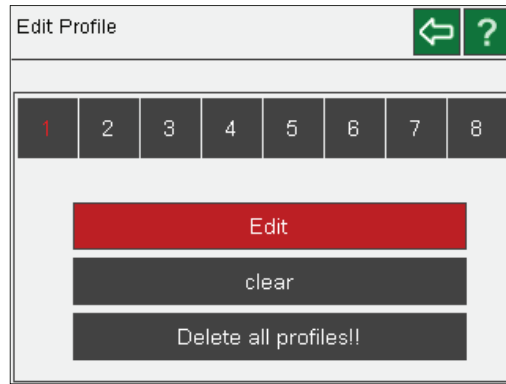 Edit Profile ?
1 2 3 4 5 6 7 8
Edit
clear
Delete all profiles!!